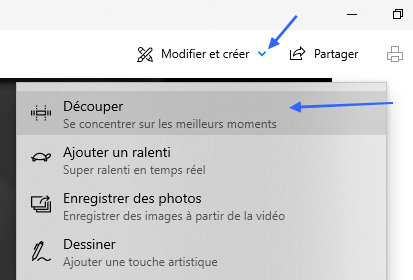 Modifier et créer
Partager
Découper
Se concentrer sur les meilleurs moments
Ajouter un ralenti
Super ralenti en temps réel
Enregistrer des photos
Enregistrer des images à partir de la vidéo
Dessiner
Ajouter une touche artistique